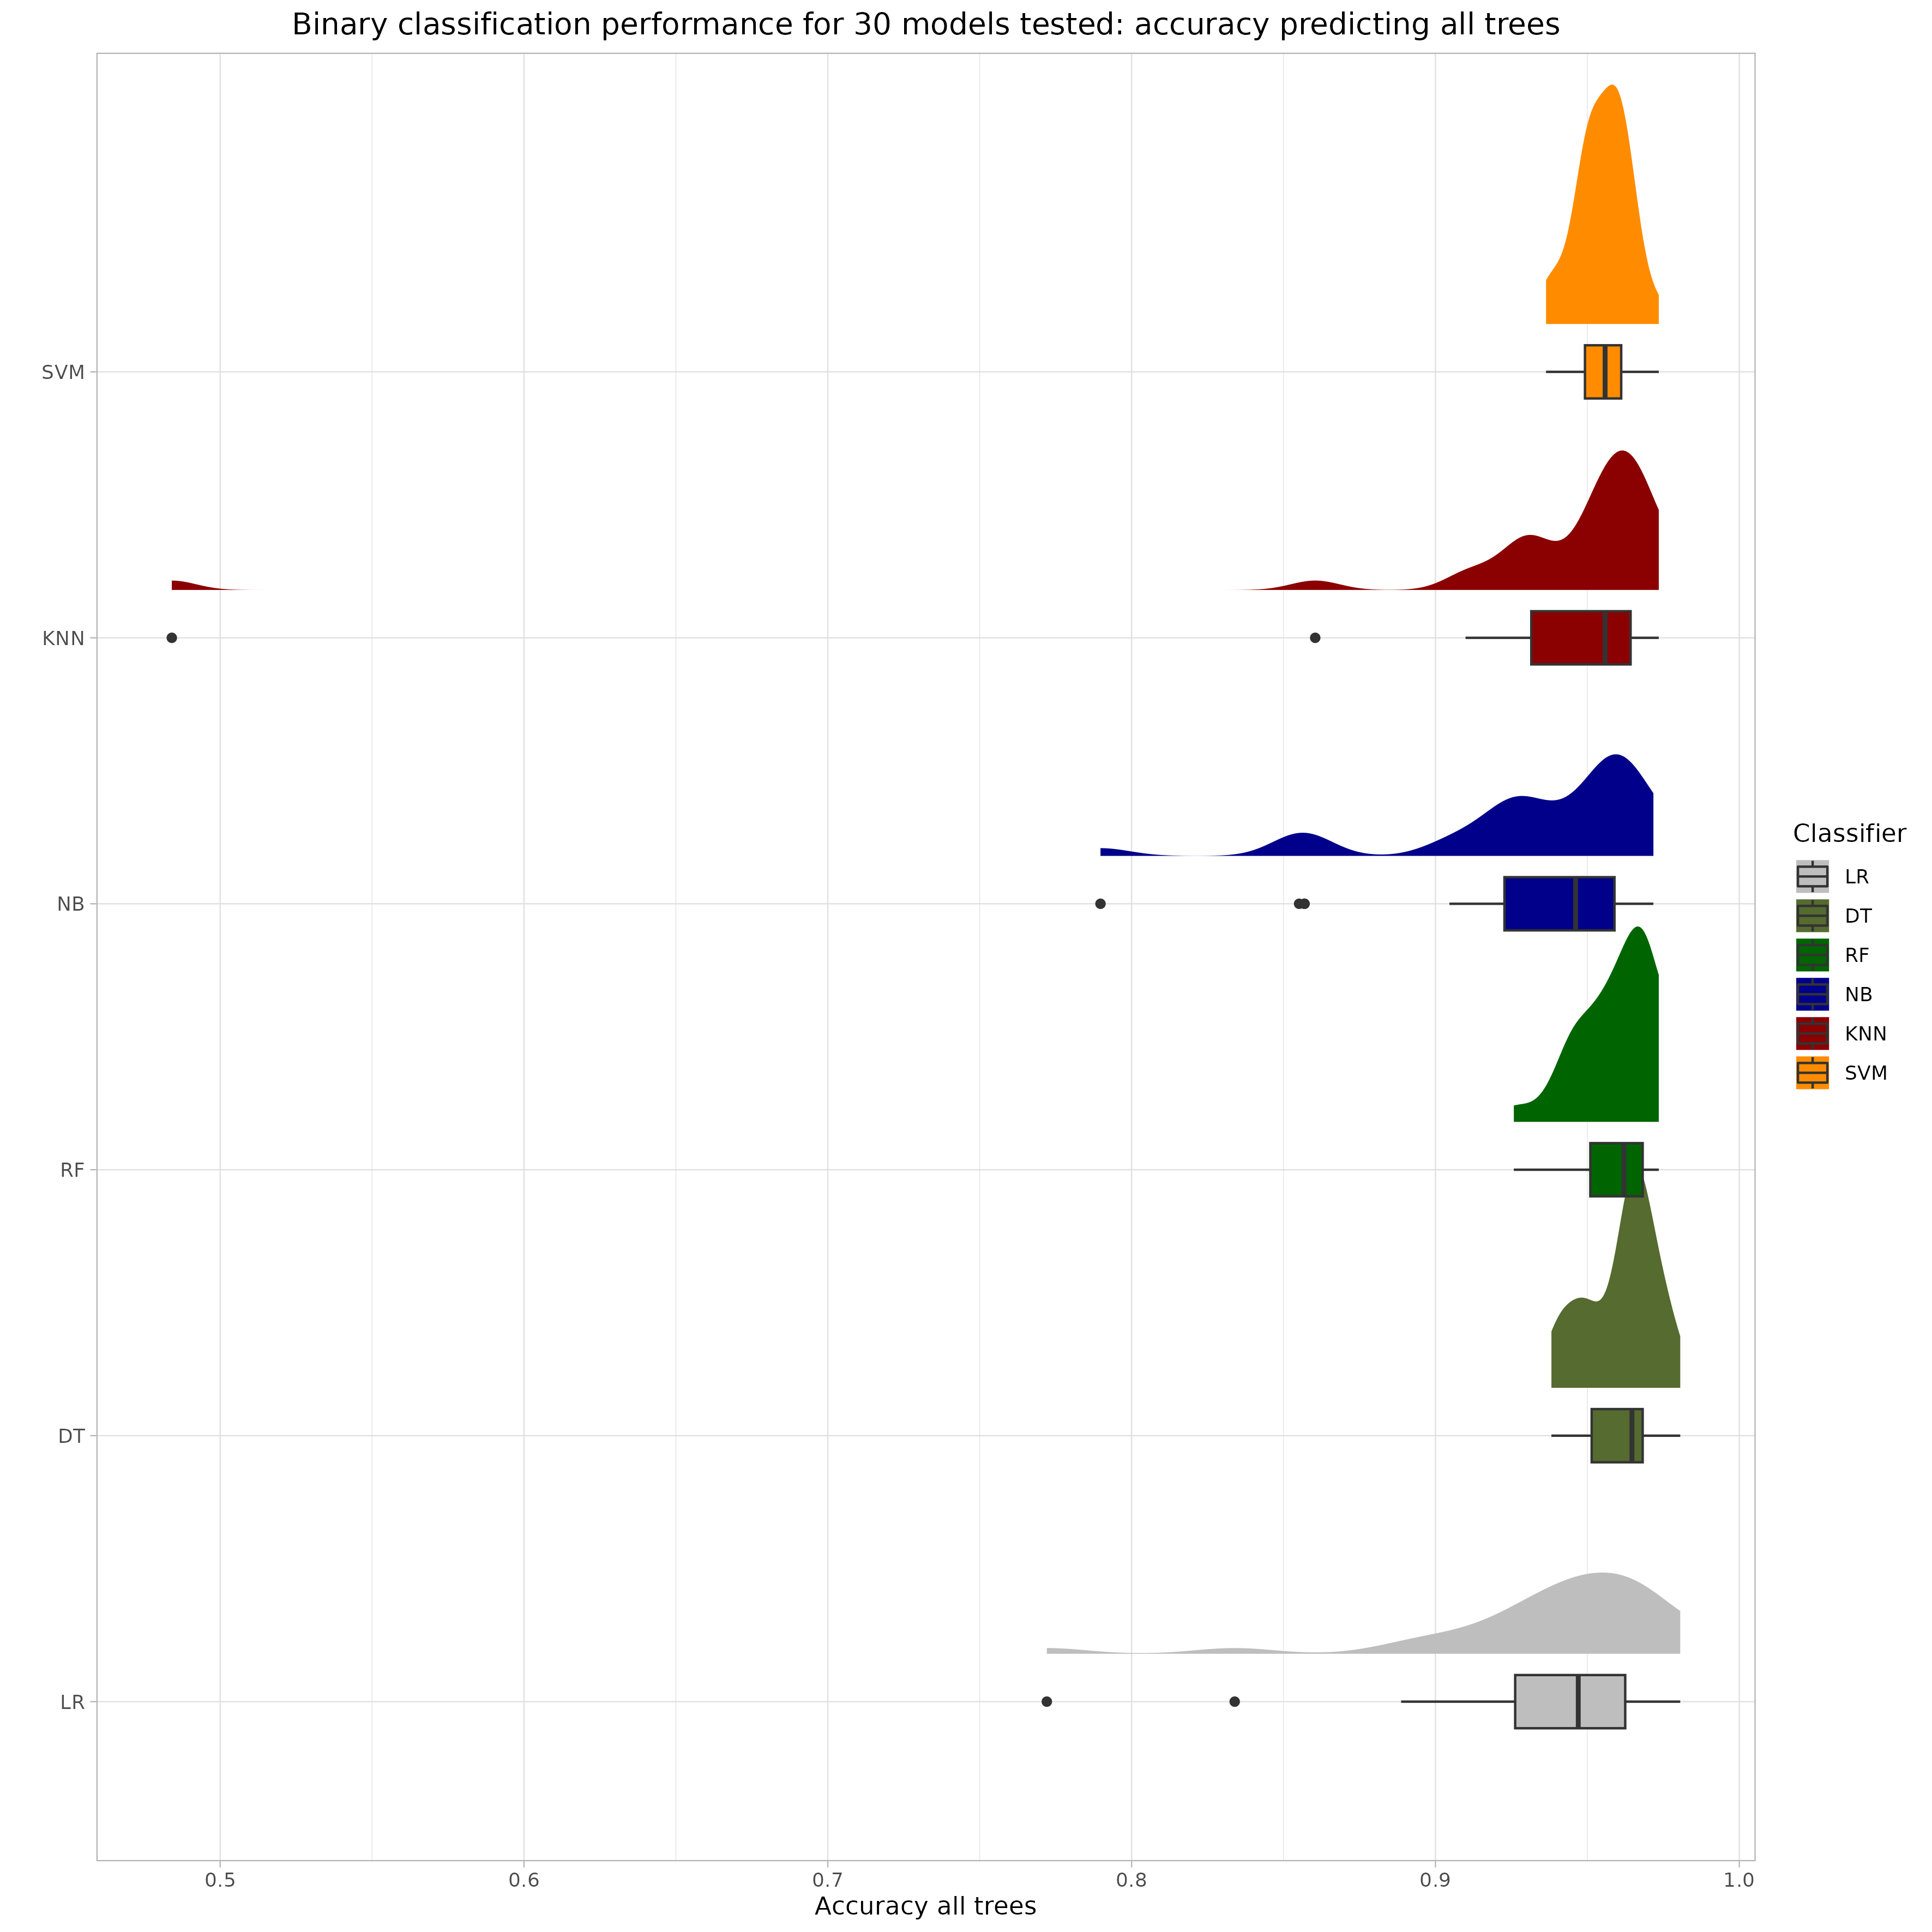 Binary classification performance for 30 models tested: accuracy predicting all trees
SVM
KNN
NB
RF
DT
LR
0.5
0.6
0.7
0.8
0.9
1.0
Accuracy all trees
Classifier
LR
DT
RF
NB
KNN
SVM